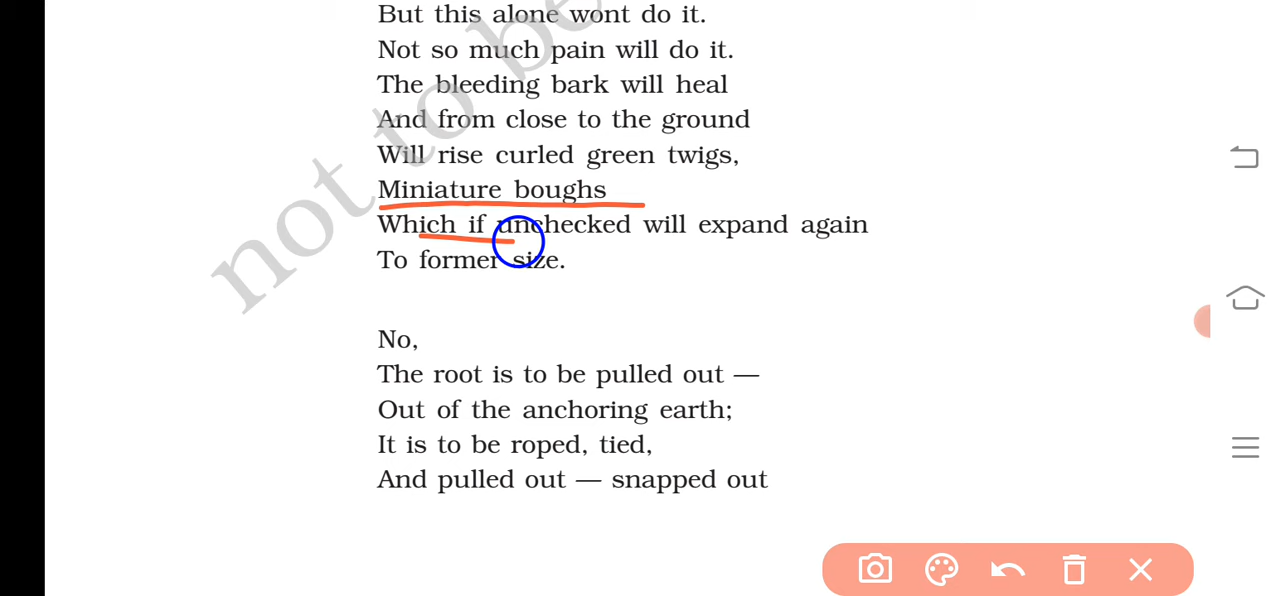 But this alone wont do it.
Not so much pain will do it.
The bleeding bark will heal
And from close to the ground
Will rise curled green twigs,
Miniature boughs
Which if unchecked will expand again
To former size.
No,
The root is to be pulled out —
Out of the anchoring earth;
It is to be roped, tied,
And pulled out — snapped out
not to be